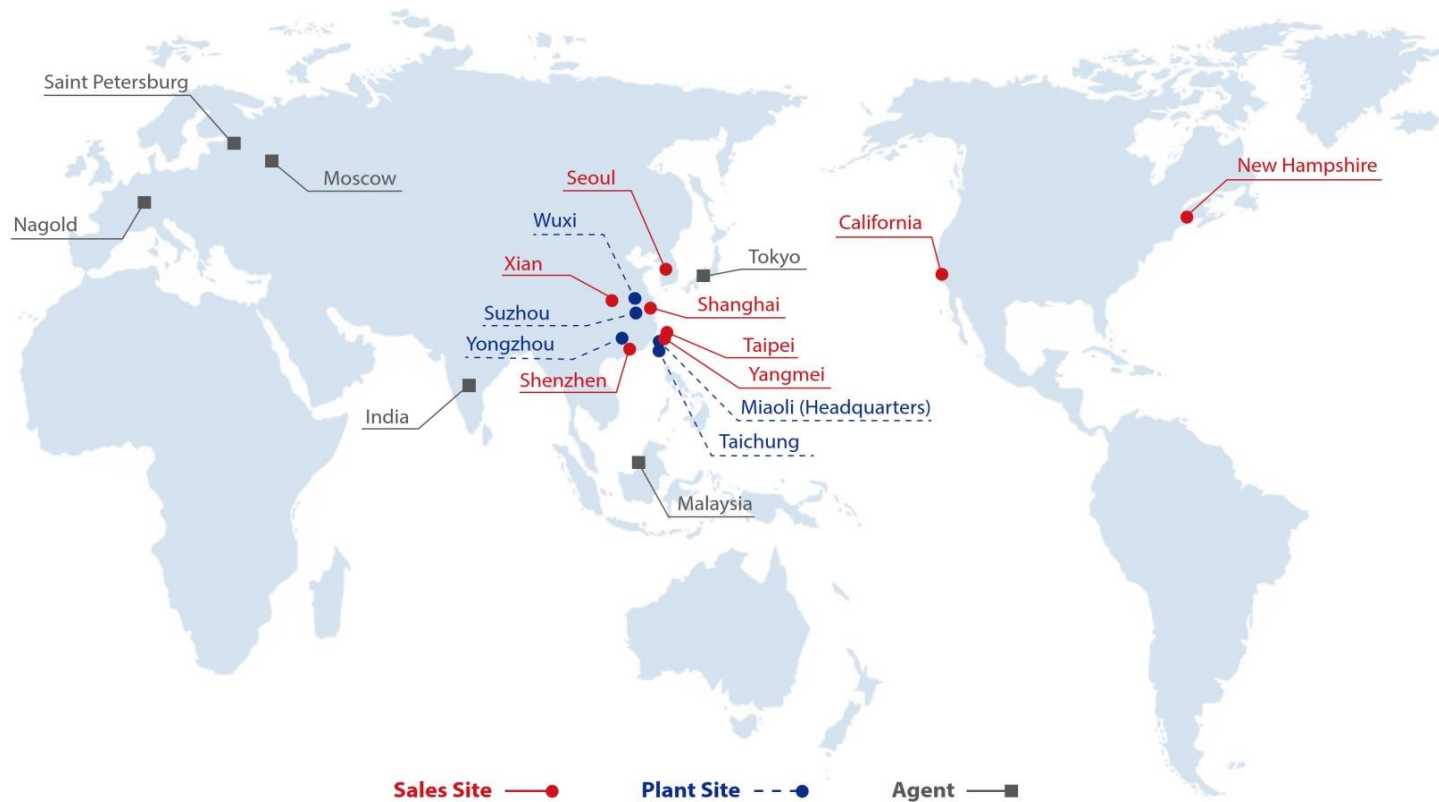 Saint Petersburg
Moscow
Nagold
Seoul
Wuxi
Xian
Suzhou
Yongzhou
Shenzhen
India
Tokyo
Shanghai
Taipei
Yangmei
Miaoli (Headquarters)
Taichung
Malaysia
California
New Hampshire
Sales Site
Plant Site
Agent